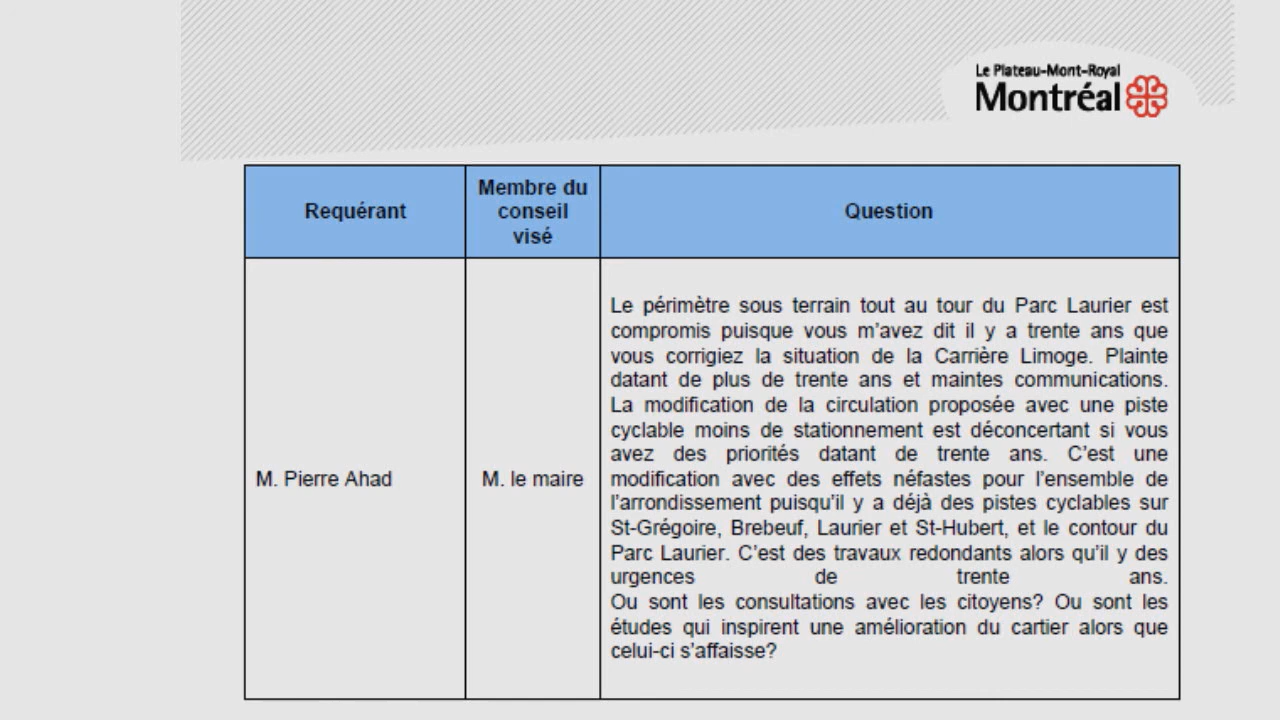 Le Plateau-Mont-Royal
Montréal
Requérant
Membre du
conseil
visé
Question
M. Pierre Ahad
M. le maire
Le périmètre sous terrain tout au tour du Parc Laurier est
compromis puisque vous m'avez dit il y a trente ans que
vous corrigiez la situation de la Carrière Limoge. Plainte
datant de plus de trente ans et maintes communications.
La modification de la circulation proposée avec une piste
cyclable moins de stationnement est déconcertant si vous
avez des priorités datant de trente ans. C'est une
modification avec des effets néfastes pour l'ensemble de
l'arrondissement puisqu'il y a déjà des pistes cyclables sur
St-Grégoire, Brebeuf, Laurier et St-Hubert, et le contour du
Parc Laurier. C'est des travaux redondants alors qu'il y des
urgences de trente ans.
Ou sont les consultations avec les citoyens? Ou sont les
études qui inspirent une amélioration du cartier alors que
celui-ci s'affaisse?